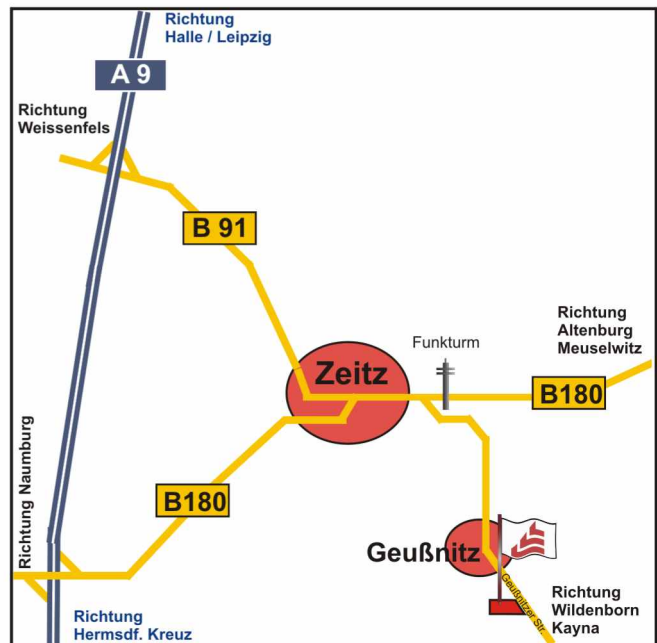 Richtung
Halle / Leipzig
A 9
Richtung
Weissenfels
B 91
Richtung
Altenburg
Meuselwitz
Funkturm
Zeitz
B180
Richtung Naumburg
B180
Geußnitz
Geußnitzer Str.
Richtung
Wildenborn
Kayna
Richtung
Hermsdf. Kreuz